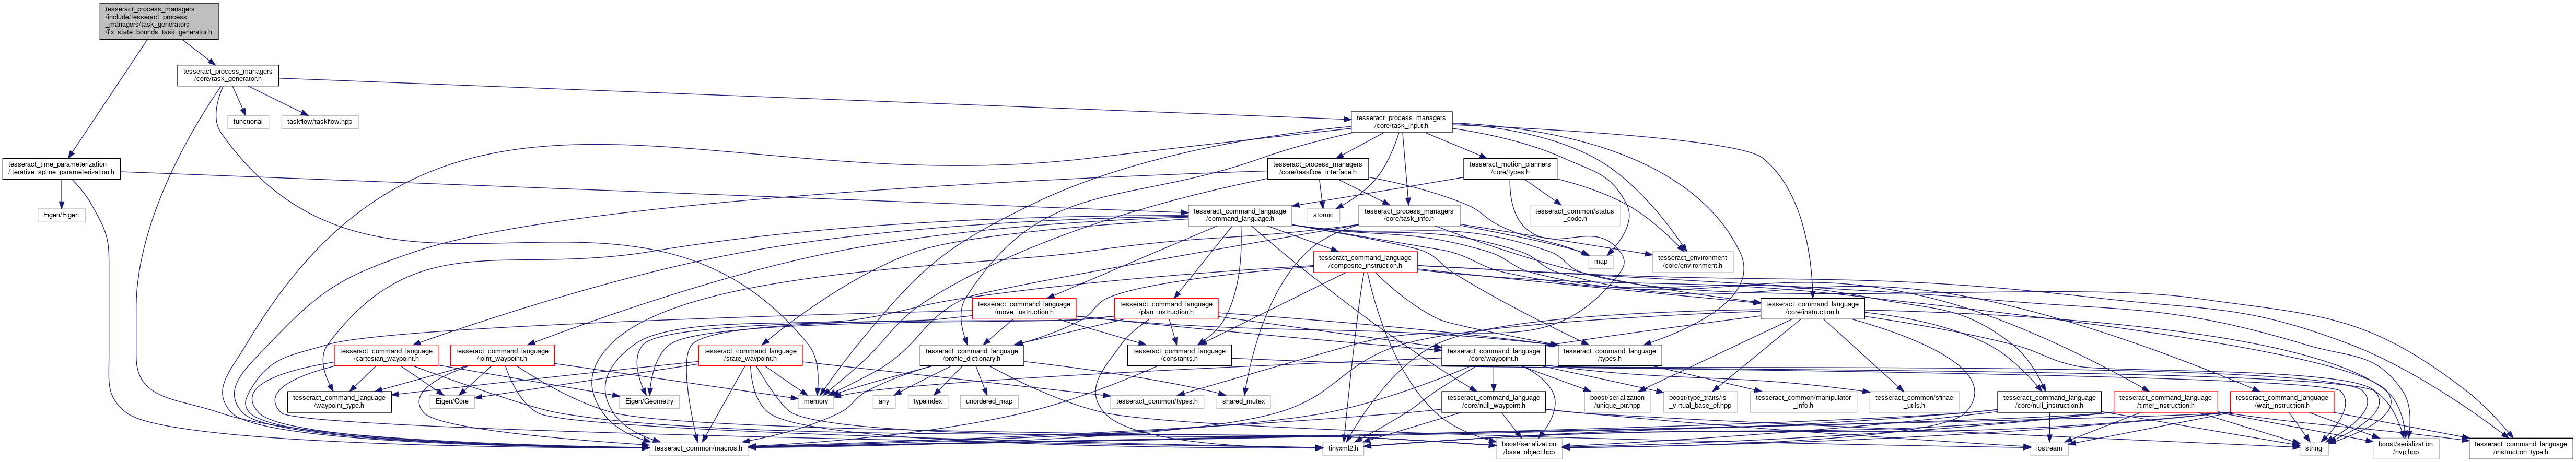 tesseract_process_managers
/include/tesseract_process
_managers/task_generators
/fix_state_bounds_task_generator.h
tesseract_process_managers
/core/task_generator.h
functional
taskflow/taskflow.hpp
tesseract_process_managers
/core/task_input.h
tesseract_time_parameterization
/iterative_spline_parameterization.h
tesseract_process_managers
/core/taskflow_interface.h
tesseract_motion_planners
/core/types.h
Eigen/Eigen
tesseract_command_language
/command_language.h
atomic
tesseract_process_managers
/core/task_info.h
tesseract_common/status
_code.h
tesseract_command_language
/composite_instruction.h
map
tesseract_environment
/core/environment.h
tesseract_command_language
/move_instruction.h
tesseract_command_language
/plan_instruction.h
tesseract_command_language
/core/instruction.h
tesseract_command_language
/cartesian_waypoint.h
tesseract_command_language
/joint_waypoint.h
tesseract_command_language
/state_waypoint.h
tesseract_command_language
/profile_dictionary.h
tesseract_command_language
/constants.h
tesseract_command_language
/core/waypoint.h
tesseract_command_language
/types.h
tesseract_command_language
/waypoint_type.h
Eigen/Core
Eigen/Geometry
memory
any
typeindex
unordered_map
tesseract_common/types.h
shared_mutex
tesseract_command_language
/core/null_waypoint.h
boost/serialization
/unique_ptr.hpp
boost/type_traits/is
_virtual_base_of.hpp
tesseract_common/manipulator
_info.h
tesseract_common/sfinae
_utils.h
tesseract_command_language
/core/null_instruction.h
tesseract_command_language
/timer_instruction.h
tesseract_command_language
/wait_instruction.h
tesseract_common/macros.h
tinyxml2.h
boost/serialization
/base_object.hpp
iostream
string
boost/serialization
/nvp.hpp
tesseract_command_language
/instruction_type.h